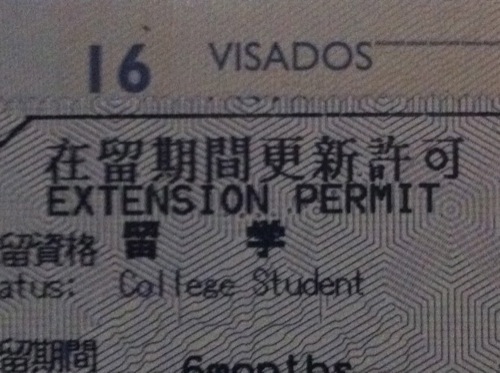 16 VISADOS
在留期間更新許可
EXTENSION PERMIT
留資格 留 学
atus: College Student
留期間 6months